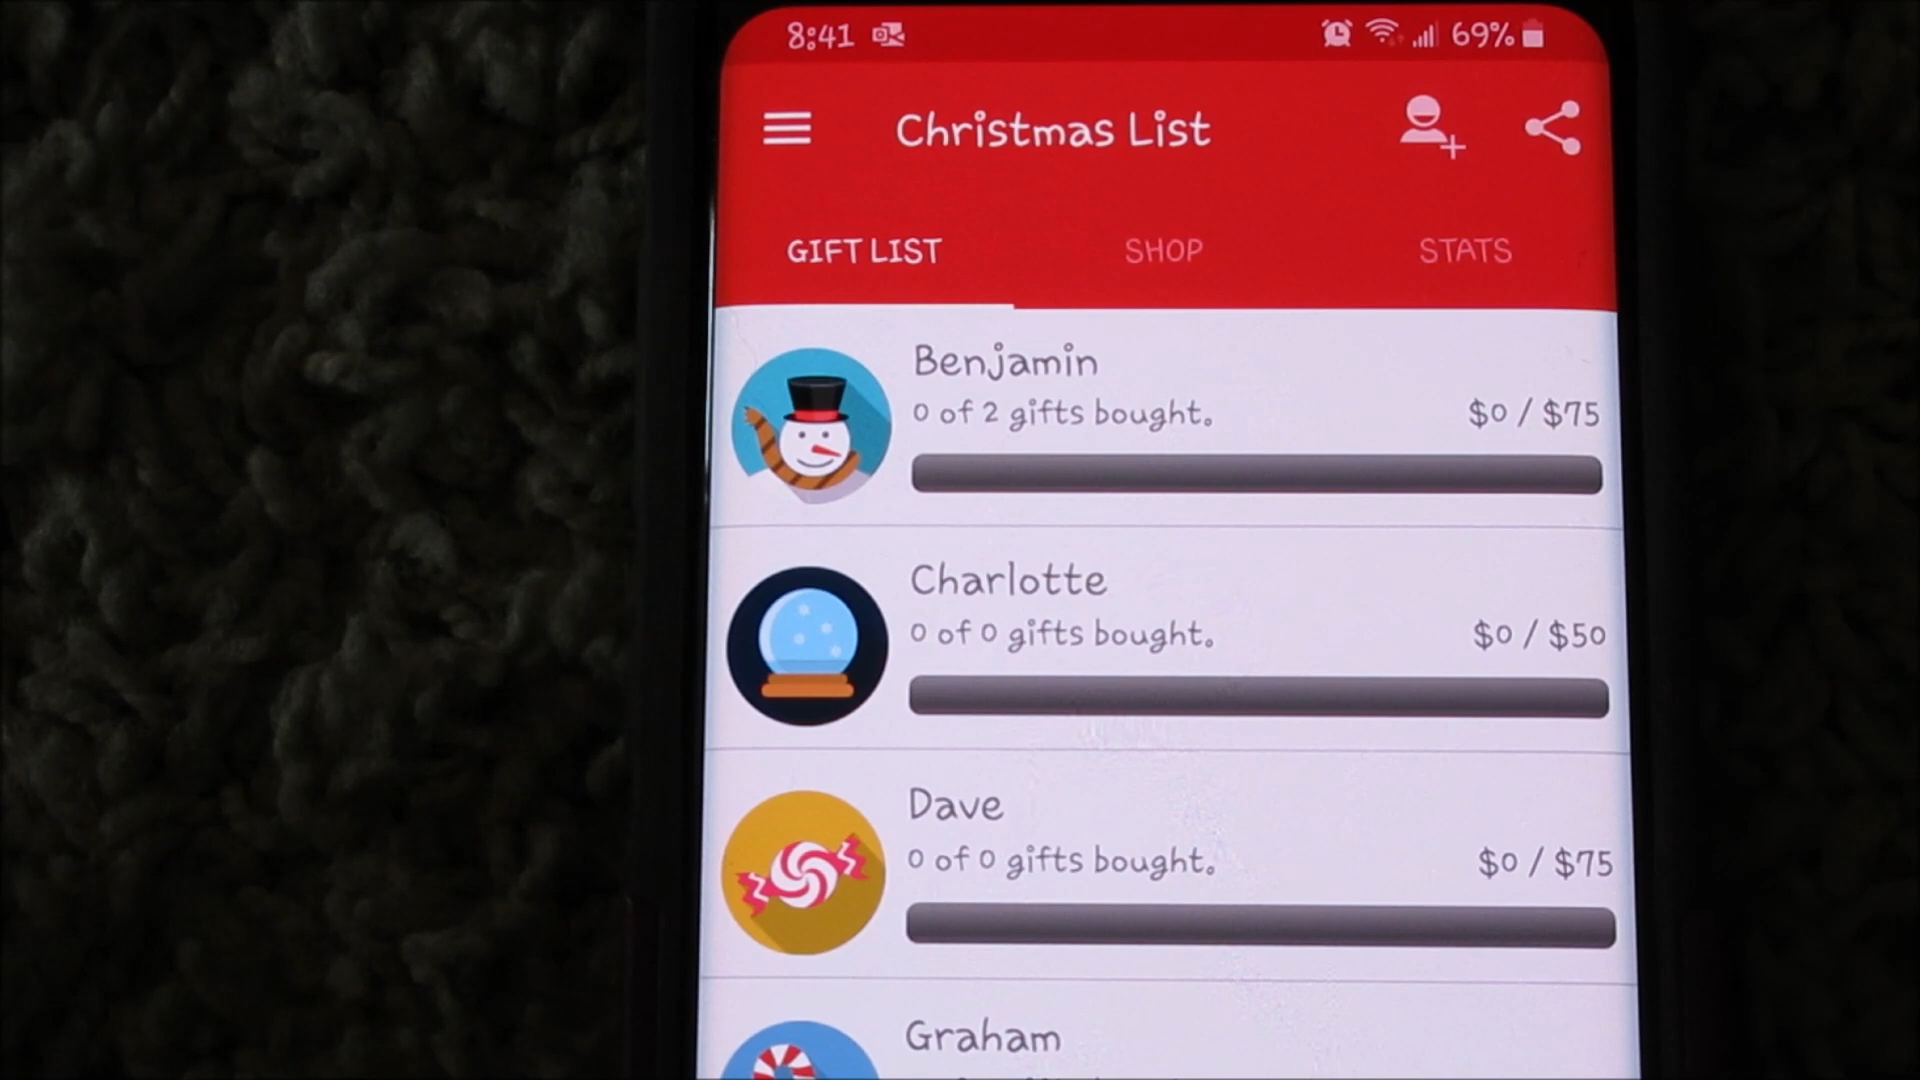 8:41 69%
Christmas List
GIFT LIST SHOP STATS
Benjamin
0 of 2 gifts bought. $0 / $75
Charlotte
0 of 0 gifts bought. $0 / $50
Dave
0 of 0 gifts bought. $0 / $75
Graham